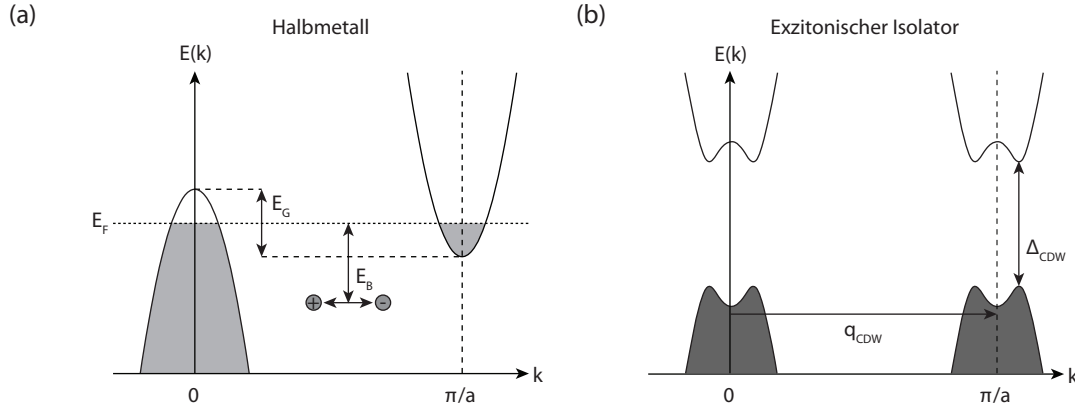 (a)
Halbmetall
E(k)
E_F
E_G
E_B
+
-
0
π/a
k
(b)
Exzitonischer Isolator
E(k)
Δ_CDW
q_CDW
0
π/a
k